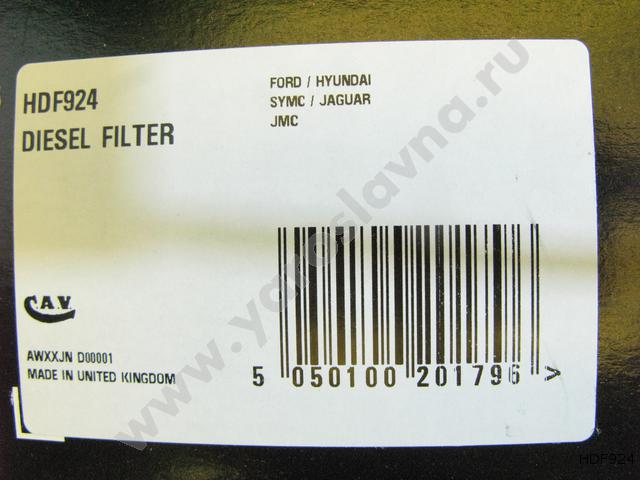 HDF924
DIESEL FILTER
FORD / HYUNDAI
SYMC / JAGUAR
JMC
C.A.V.
AWXXJN D00001
MADE IN UNITED KINGDOM
5 050100 201796 >
www.yaroslavna.ru
HDF924